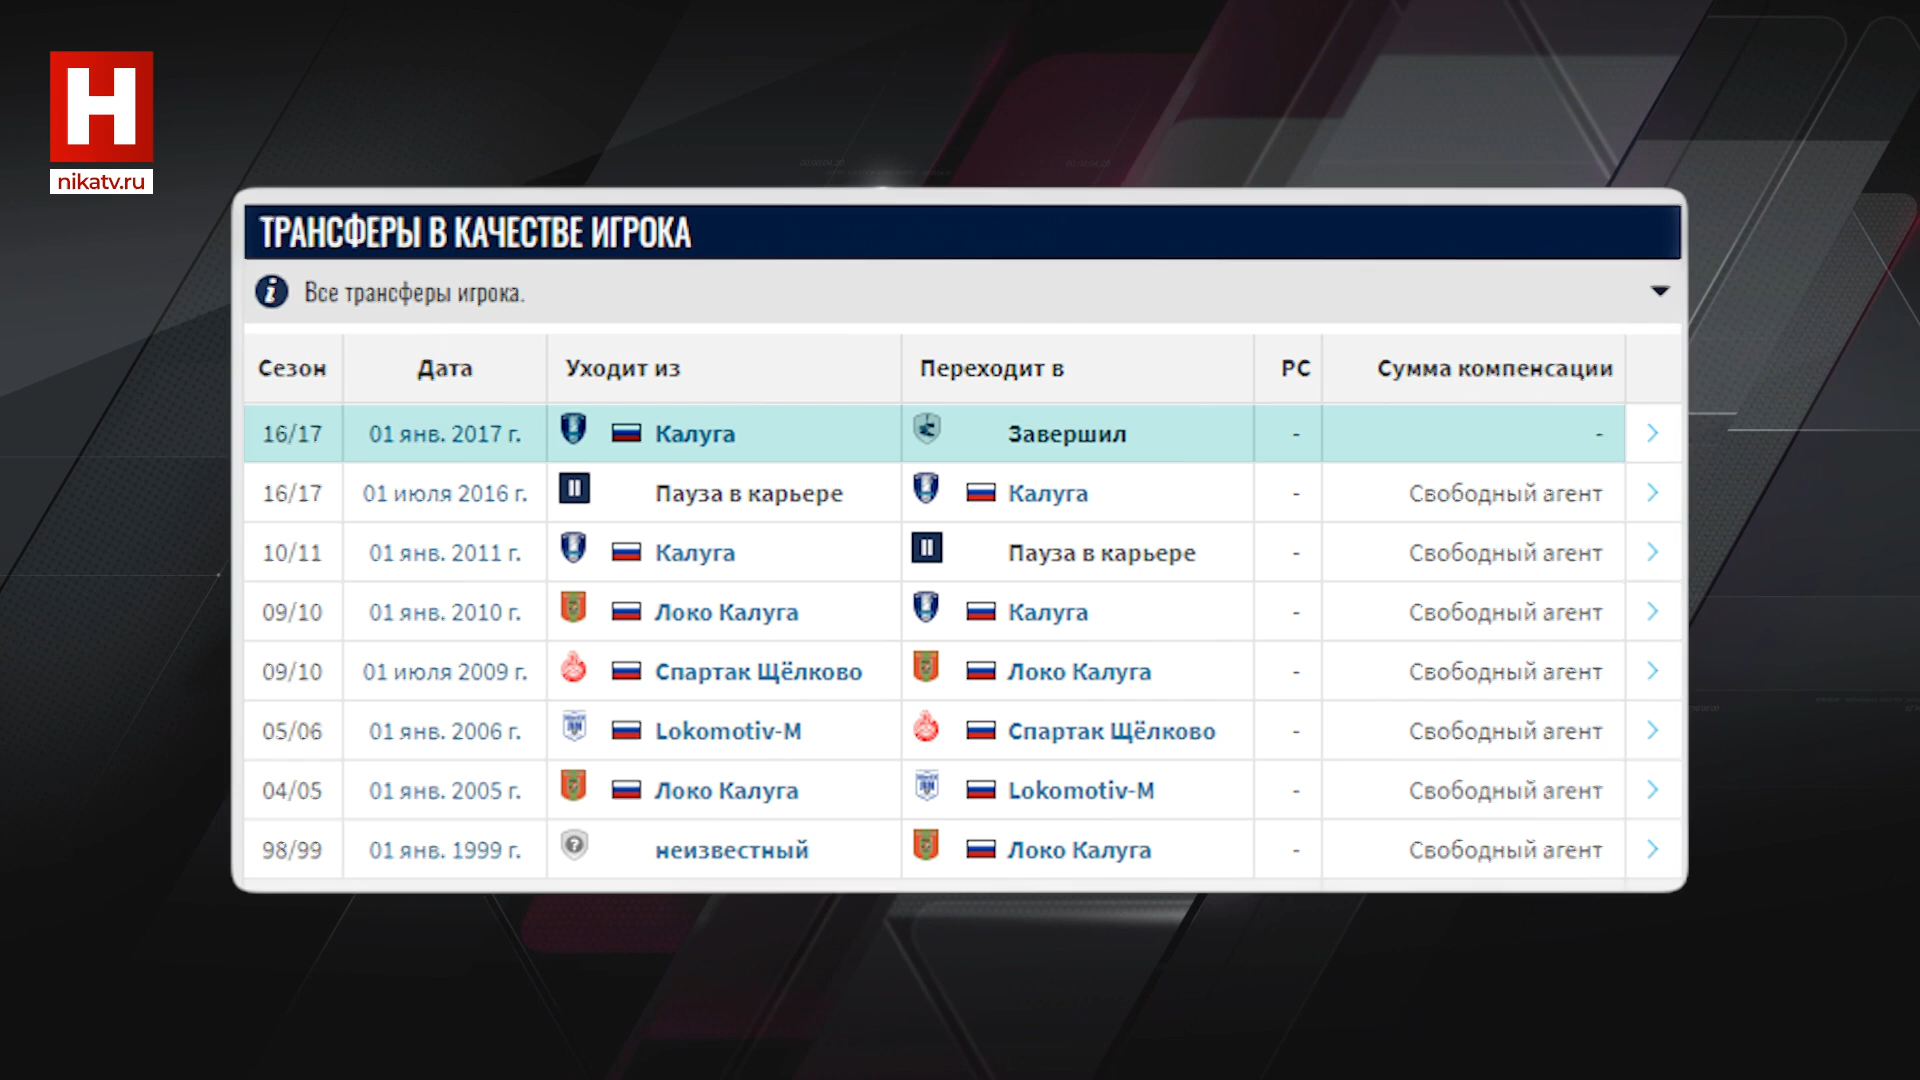 Н
nikatv.ru
ТРАНСФЕРЫ В КАЧЕСТВЕ ИГРОКА
i Все трансферы игрока.
Сезон Дата Уходит из Переходит в РС Сумма компенсации
16/17 01 янв. 2017 г. Калуга Завершил - -
16/17 01 июля 2016 г. Пауза в карьере Калуга - Свободный агент
10/11 01 янв. 2011 г. Калуга Пауза в карьере - Свободный агент
09/10 01 янв. 2010 г. Локо Калуга Калуга - Свободный агент
09/10 01 июля 2009 г. Спартак Щёлково Локо Калуга - Свободный агент
05/06 01 янв. 2006 г. Lokomotiv-M Спартак Щёлково - Свободный агент
04/05 01 янв. 2005 г. Локо Калуга Lokomotiv-M - Свободный агент
98/99 01 янв. 1999 г. ? неизвестный Локо Калуга - Свободный агент